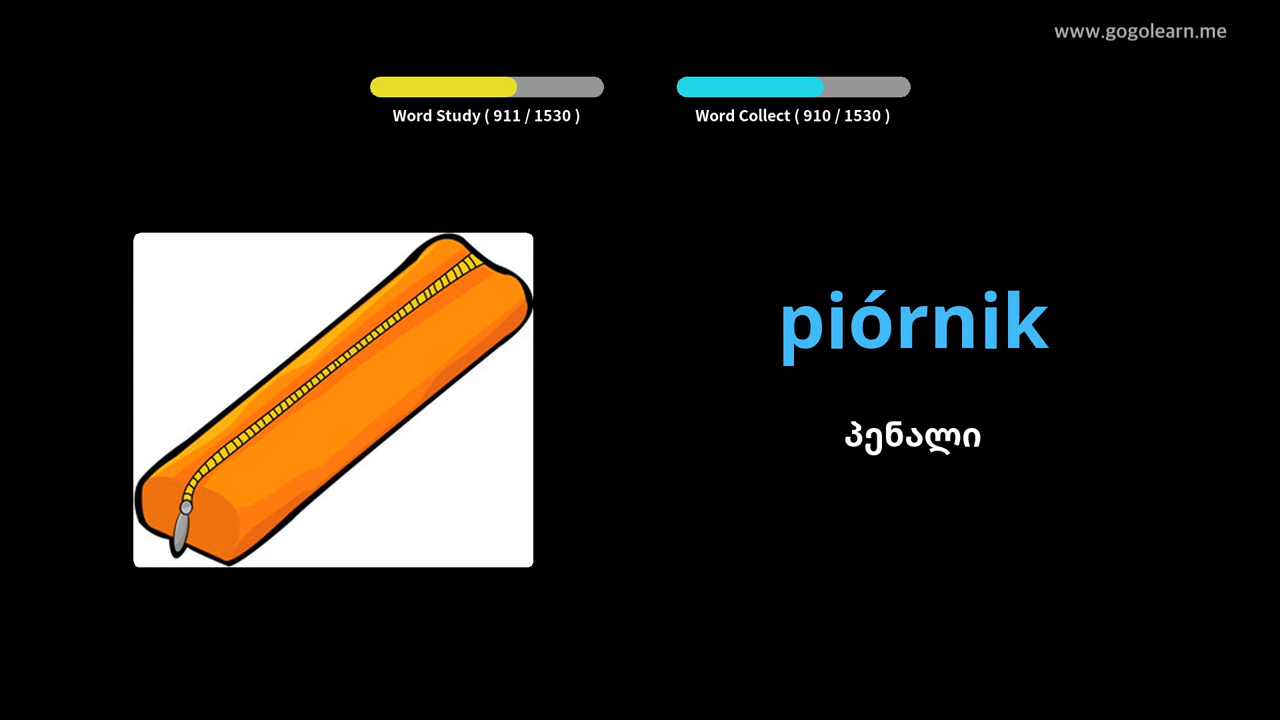 www.gogolearn.me
Word Study ( 911 / 1530 )
Word Collect ( 910 / 1530 )
piórnik
პენალი